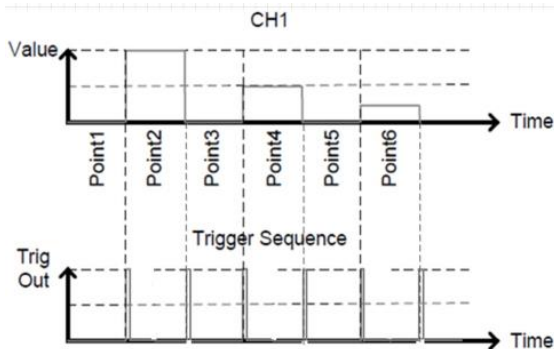 CH1
Value
Time
Point1
Point2
Point3
Point4
Point5
Point6
Trigger Sequence
Trig
Out
Time